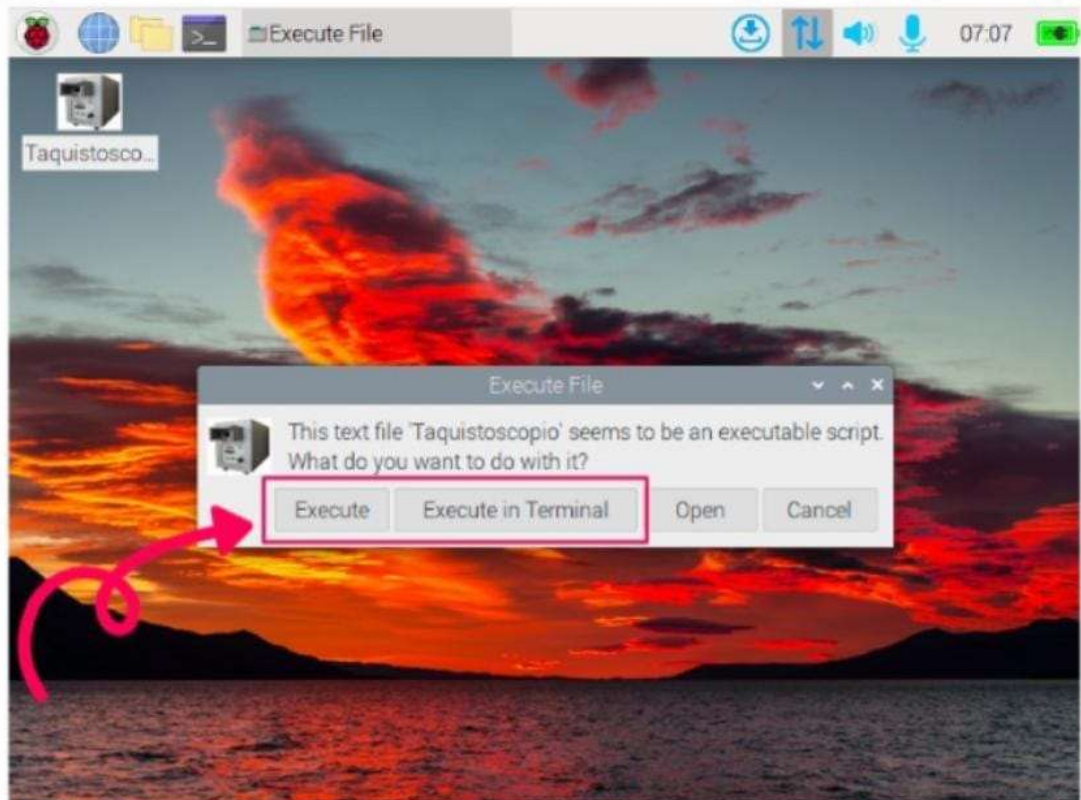 >_
Execute File
07:07
Taquistosco...
Execute File
This text file 'Taquistoscopio' seems to be an executable script.
What do you want to do with it?
Execute
Execute in Terminal
Open
Cancel